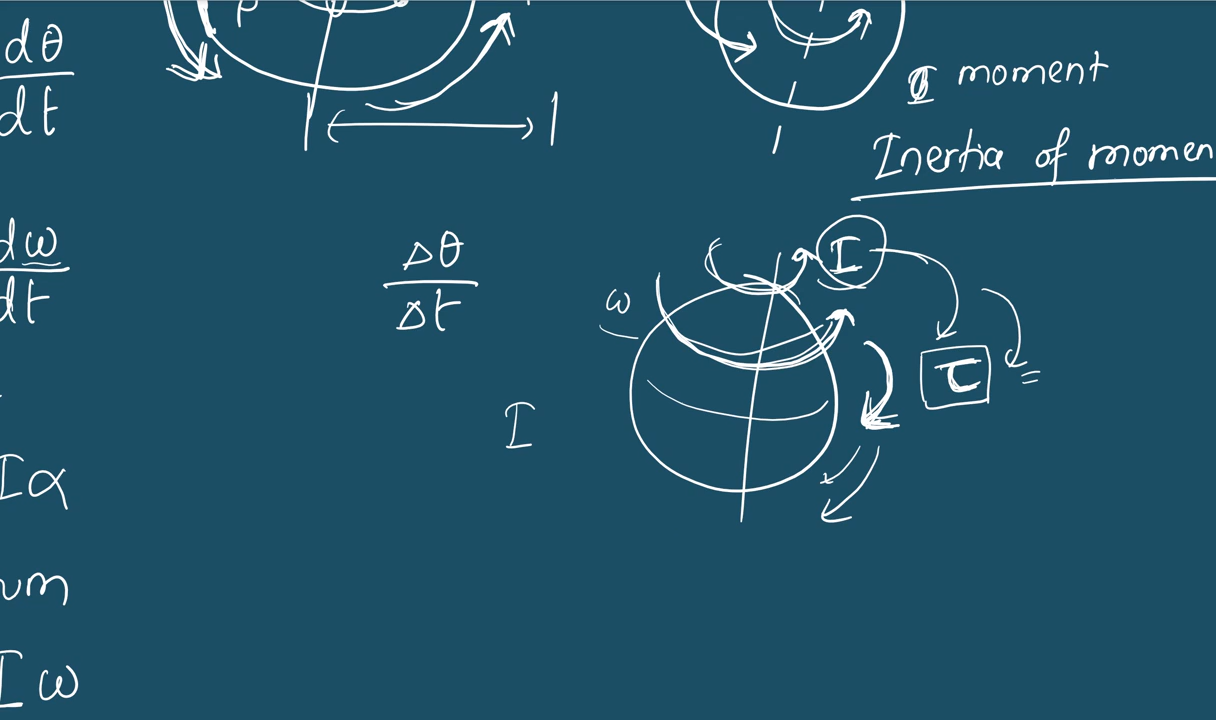 P
dθ
dt
I moment
Inertia of momen
dω
dt
Δθ
Δt
ω
I
τ
I
Iα
um
Iω